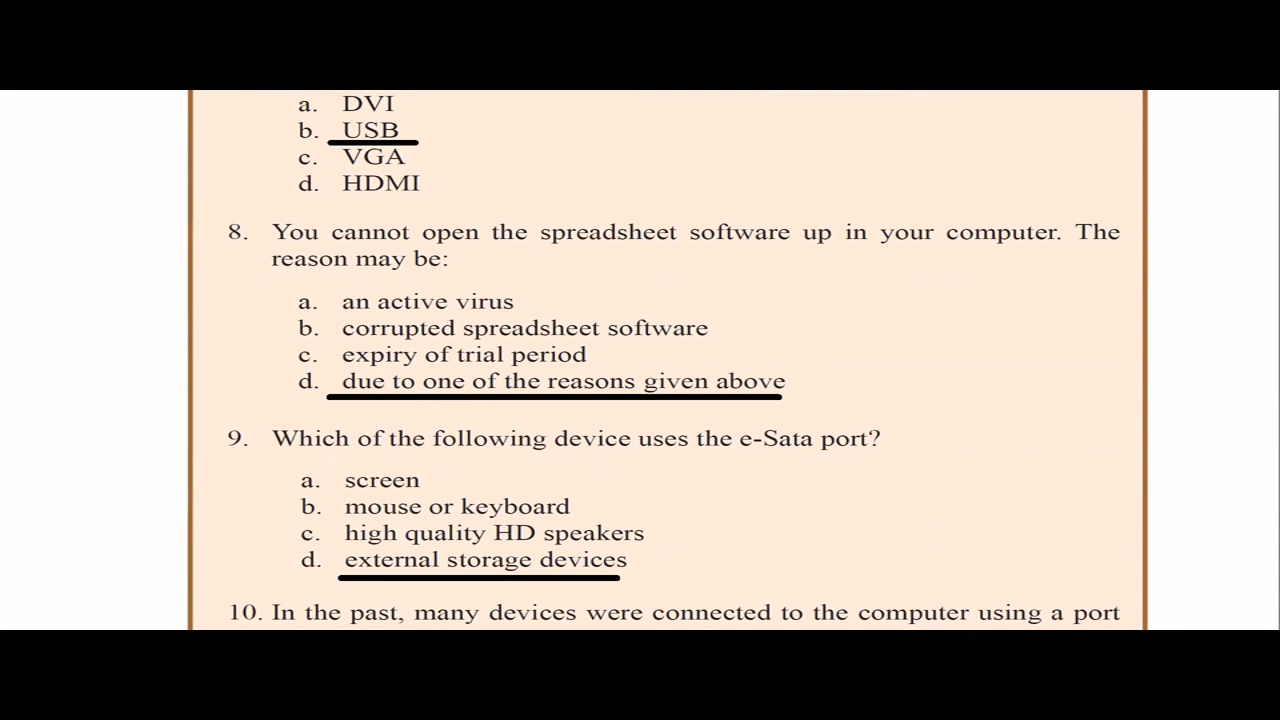 a. DVI
b. USB
c. VGA
d. HDMI
8. You cannot open the spreadsheet software up in your computer. The
reason may be:
a. an active virus
b. corrupted spreadsheet software
c. expiry of trial period
d. due to one of the reasons given above
9. Which of the following device uses the e-Sata port?
a. screen
b. mouse or keyboard
c. high quality HD speakers
d. external storage devices
10. In the past, many devices were connected to the computer using a port